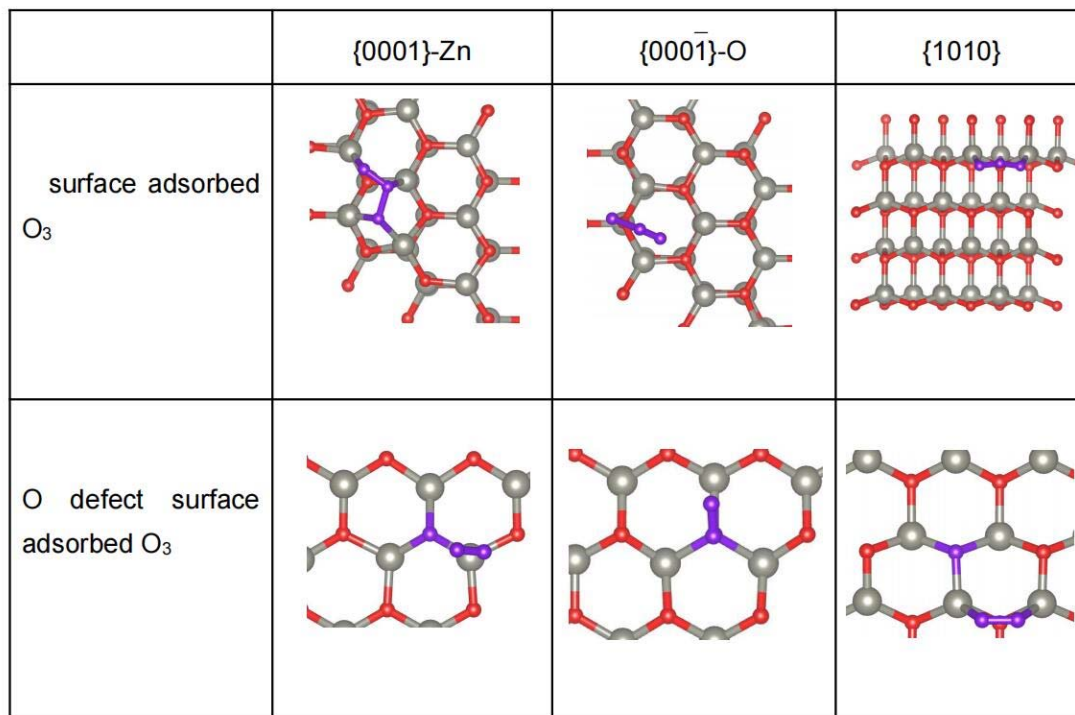 {0001}-Zn
{0001̅}-O
{1010}
surface adsorbed
O₃
O defect surface
adsorbed O₃